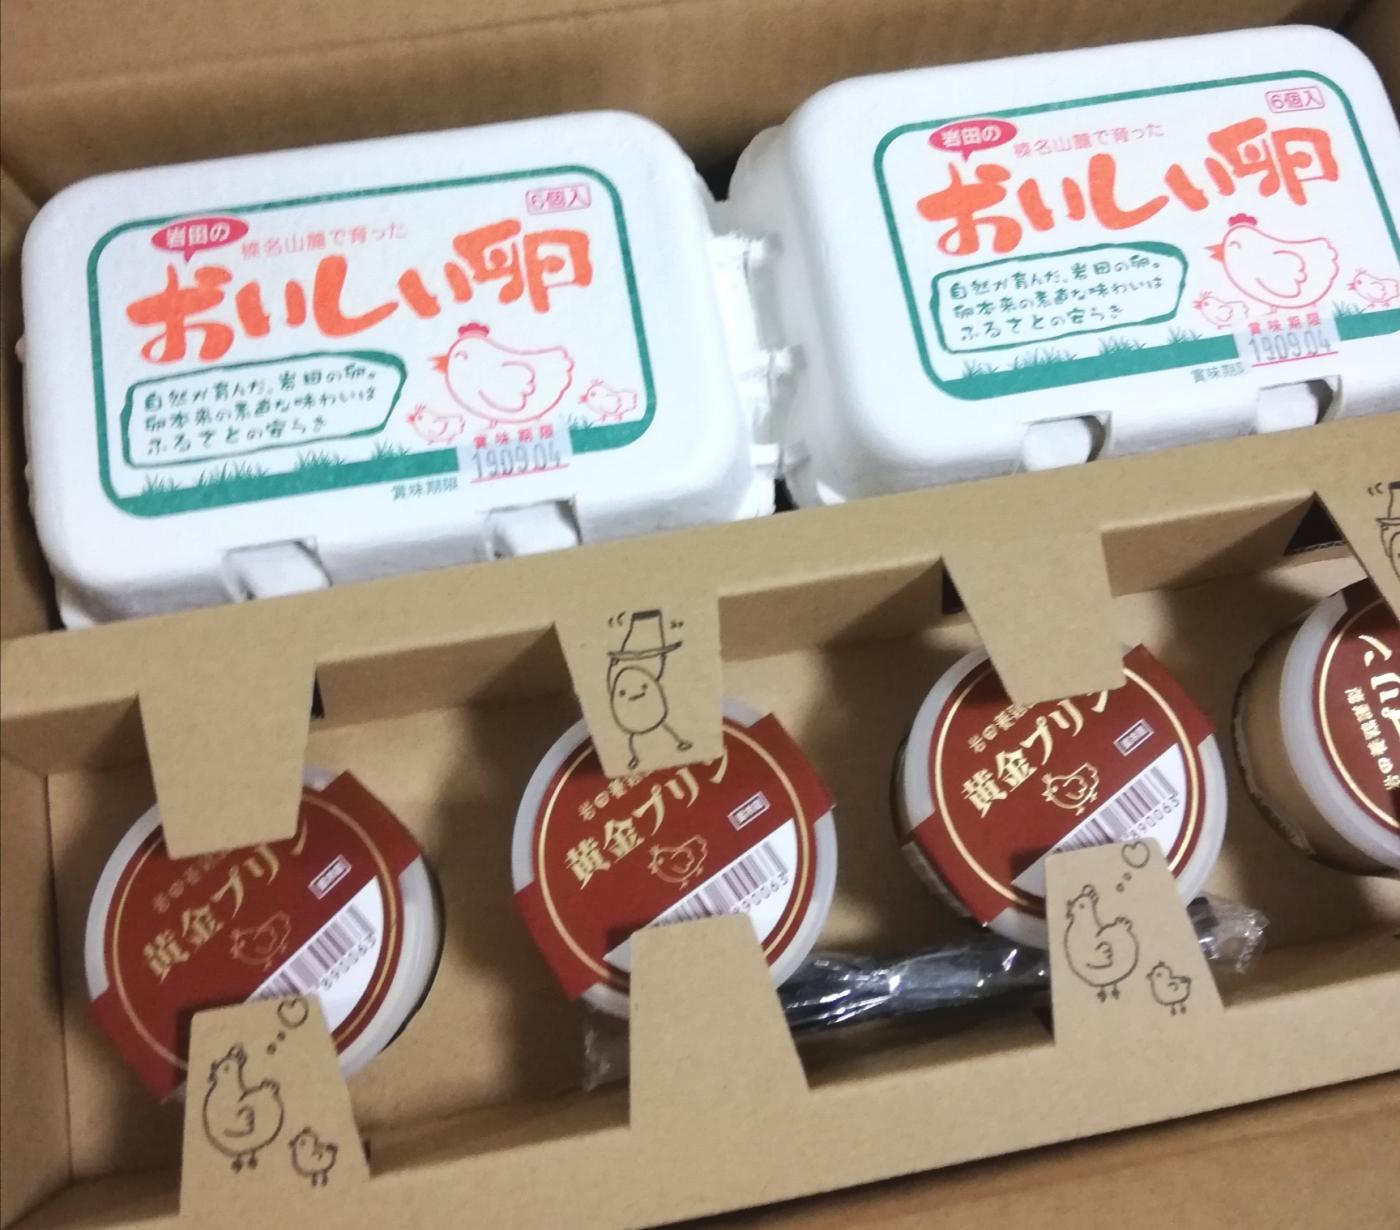 6個入
岩田の
榛名山麓で育った
おいしい卵
自然が育んだ、岩田の卵。
卵本来の素直な味わいは
ふるさとの安らぎ
賞味期限
190904
賞味期限
6個入
岩田の
榛名山麓で育った
おいしい卵
自然が育んだ、岩田の卵。
卵本来の素直な味わいは
ふるさとの安らぎ
賞味期限
190904
賞味期限
黄金プリン
890063
黄金プリン
890063
黄金プリン
890063